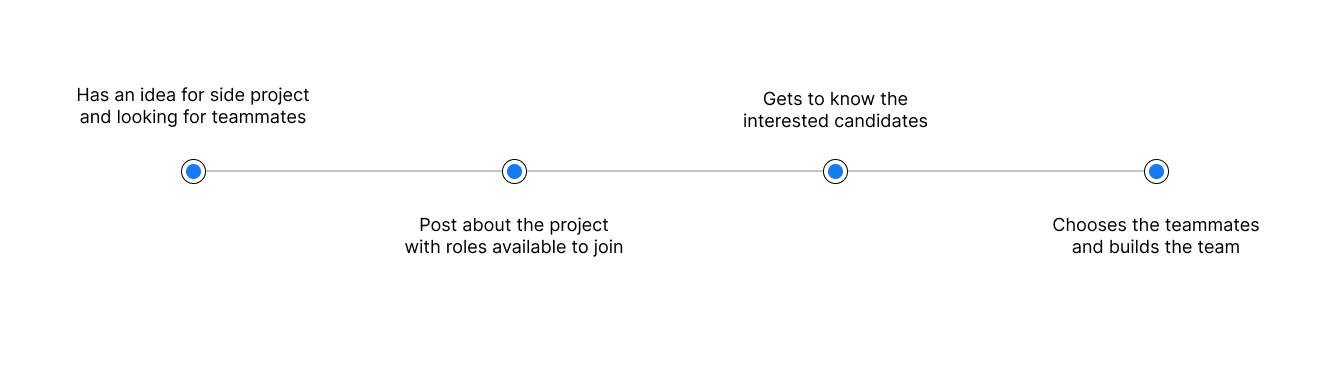 Has an idea for side project
and looking for teammates
Post about the project
with roles available to join
Gets to know the
interested candidates
Chooses the teammates
and builds the team